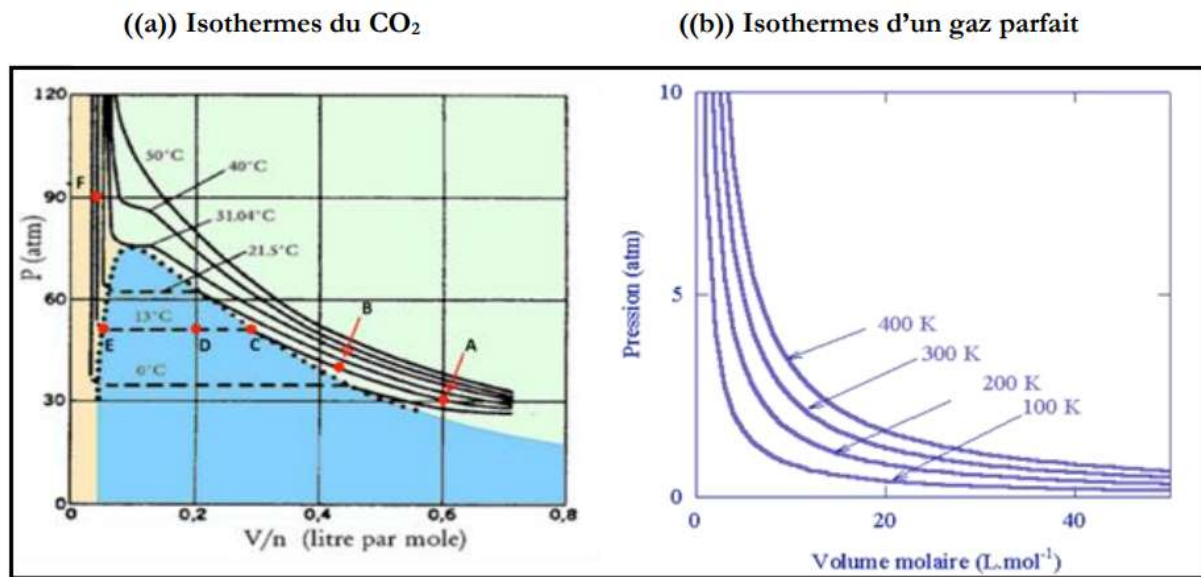 ((a)) Isothermes du CO₂
((b)) Isothermes d’un gaz parfait
120
90
60
30
0
P (atm)
F
50°C
40°C
31.04°C
21.5°C
13°C
0°C
E
D
C
B
A
0
0,2
0,4
0,6
0,8
V/n (litre par mole)
10
5
0
Pression (atm)
400 K
300 K
200 K
100 K
0
20
40
Volume molaire (L.mol⁻¹)